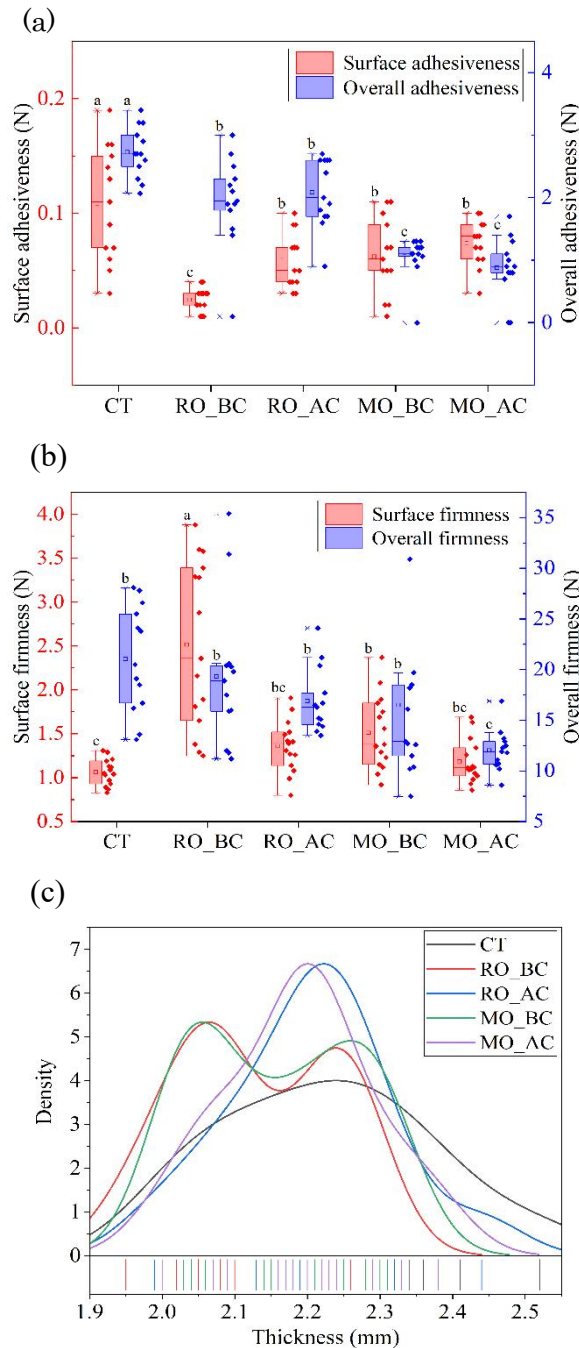 (a)
Surface adhesiveness
Overall adhesiveness
Surface adhesiveness (N)
0.2
0.1
0.0
a a b b b b
c b c c
4
2
0
Overall adhesiveness (N)
CT RO_BC RO_AC MO_BC MO_AC
(b)
Surface firmness
Overall firmness
Surface firmness (N)
4.0
3.5
3.0
2.5
2.0
1.5
1.0
0.5
a
b b b b b
c bc bc c
35
30
25
20
15
10
5
Overall firmness (N)
CT RO_BC RO_AC MO_BC MO_AC
(c)
CT
RO_BC
RO_AC
MO_BC
MO_AC
Density
7
6
5
4
3
2
1
0
1.9 2.0 2.1 2.2 2.3 2.4 2.5
Thickness (mm)